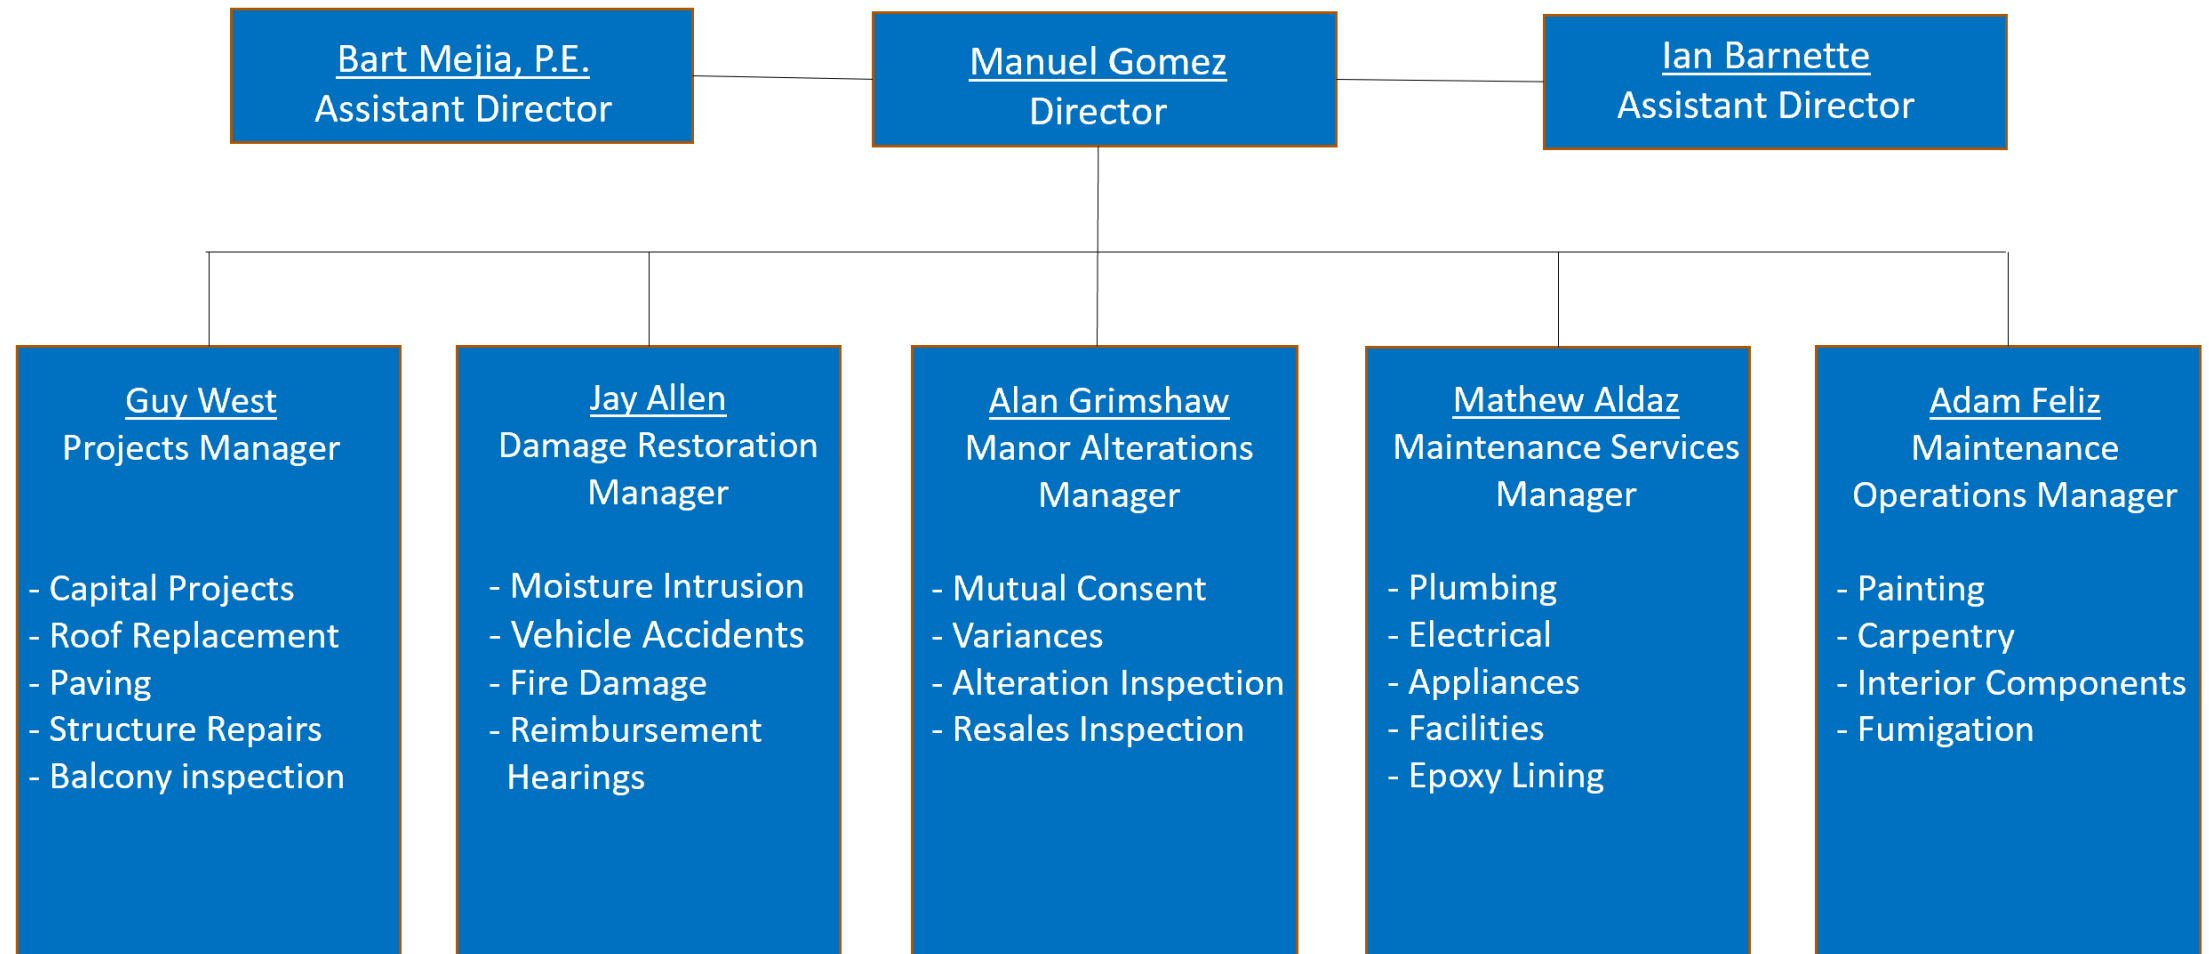 Bart Mejia, P.E.
Assistant Director
Manuel Gomez
Director
Ian Barnette
Assistant Director
Guy West
Projects Manager
- Capital Projects
- Roof Replacement
- Paving
- Structure Repairs
- Balcony inspection
Jay Allen
Damage Restoration
Manager
- Moisture Intrusion
- Vehicle Accidents
- Fire Damage
- Reimbursement
Hearings
Alan Grimshaw
Manor Alterations
Manager
- Mutual Consent
- Variances
- Alteration Inspection
- Resales Inspection
Mathew Aldaz
Maintenance Services
Manager
- Plumbing
- Electrical
- Appliances
- Facilities
- Epoxy Lining
Adam Feliz
Maintenance
Operations Manager
- Painting
- Carpentry
- Interior Components
- Fumigation